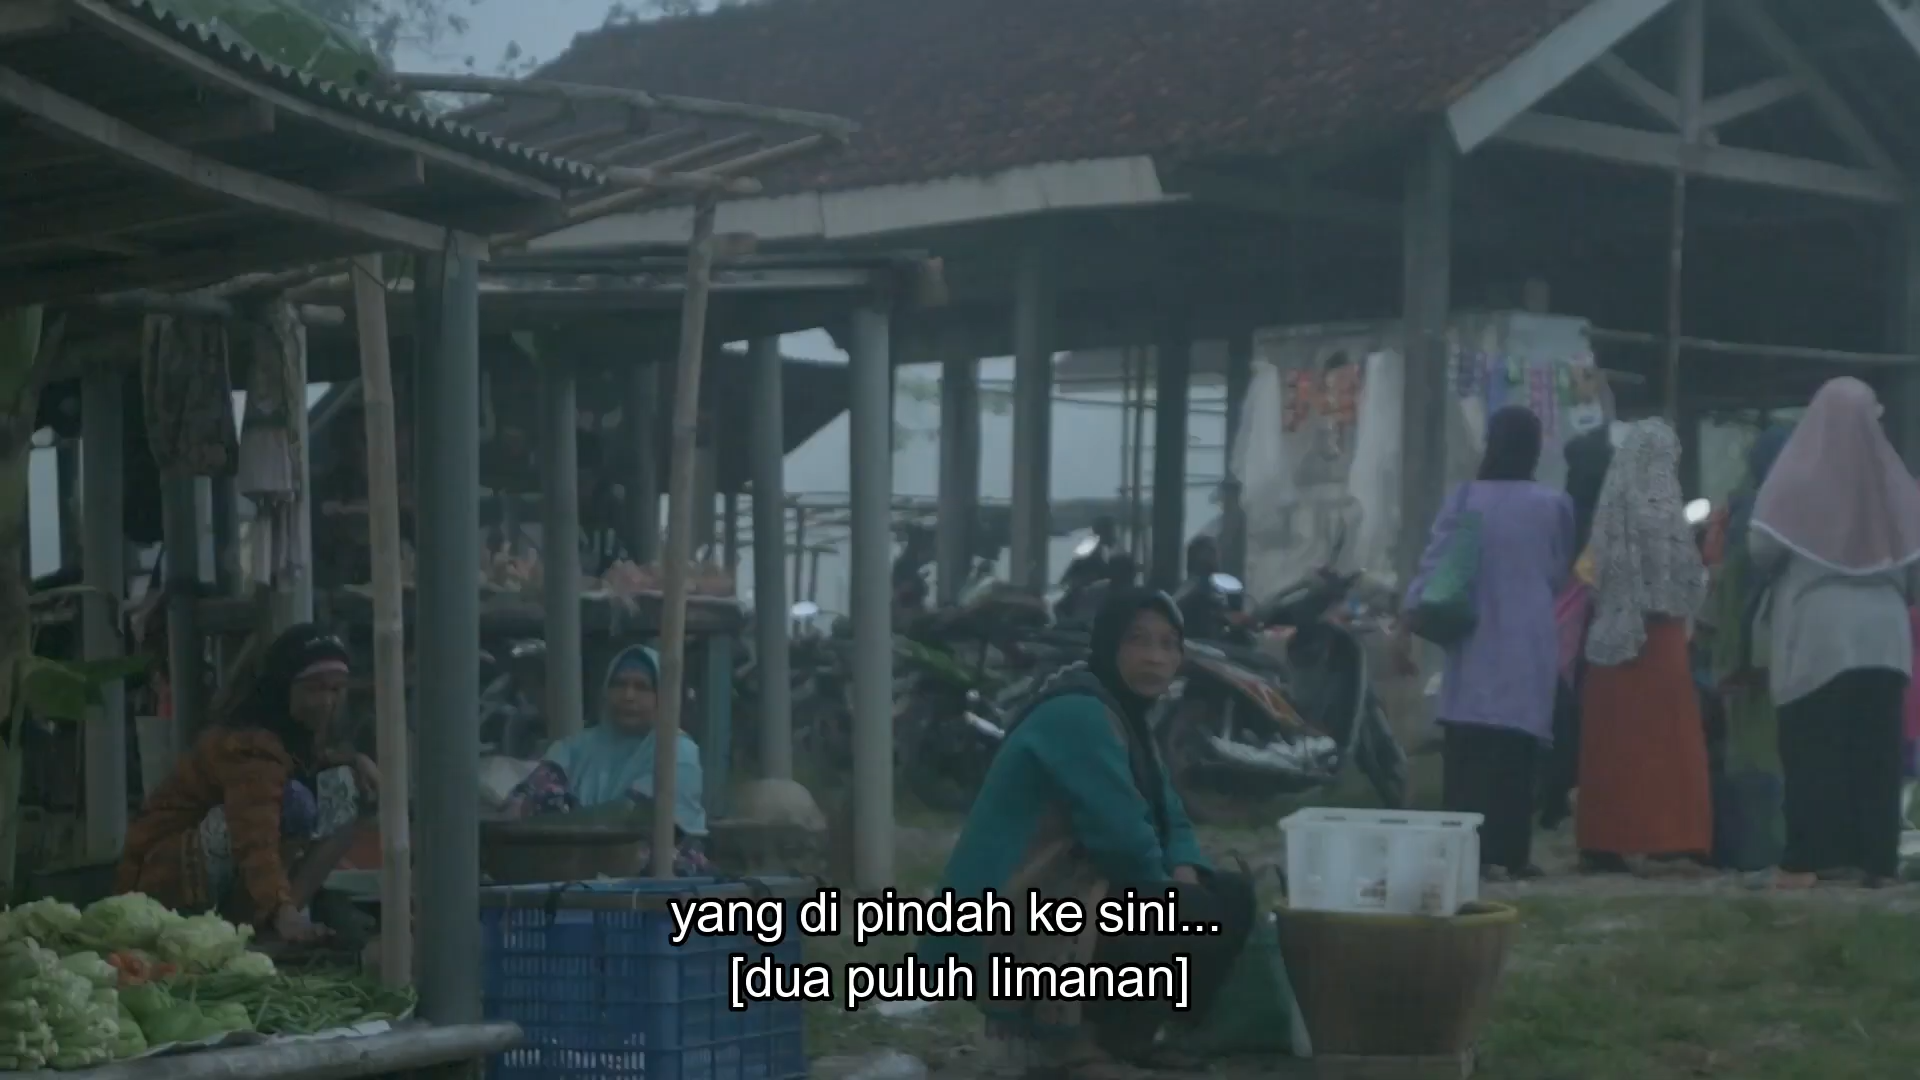 yang di pindah ke sini...
[dua puluh limanan]